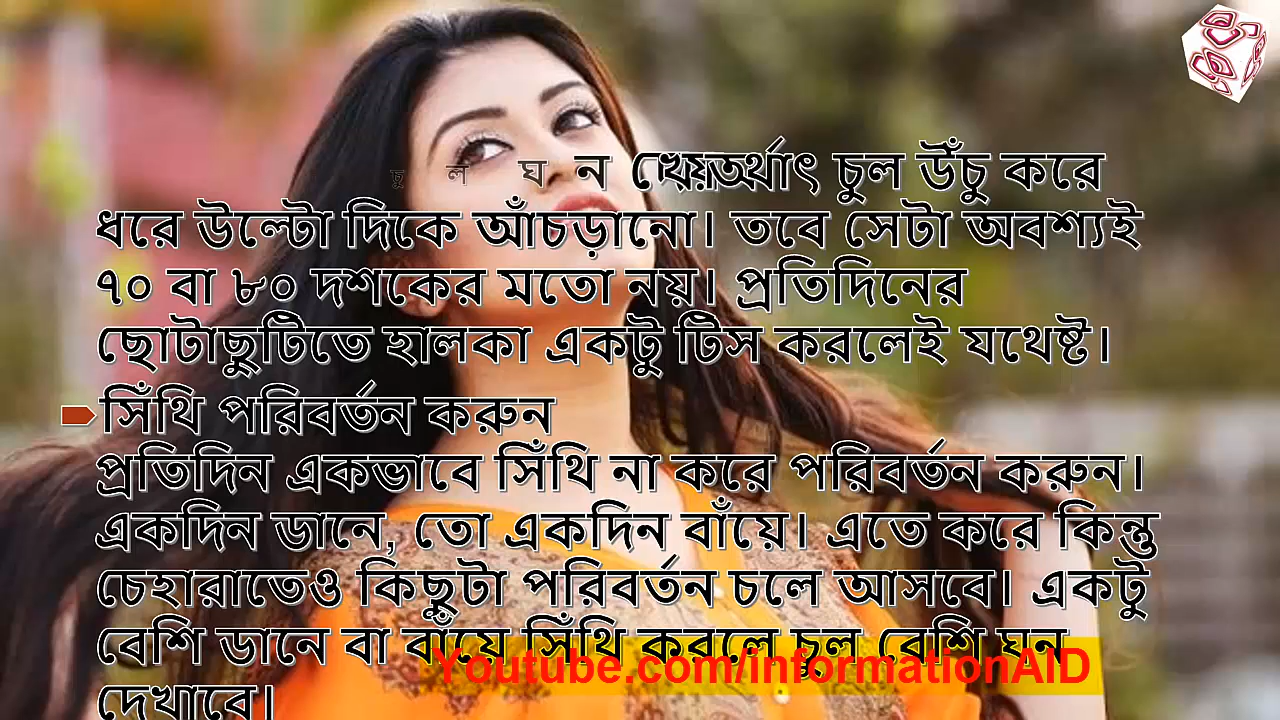 চুল ঘন অর্থাৎ চুল উঁচু করে
ধরে উল্টো দিকে আঁচড়ানো। তবে সেটা অবশ্যই
৭০ বা ৮০ দশকের মতো নয়। প্রতিদিনের
ছোটাছুটিতে হালকা একটু টিস করলেই যথেষ্ট।
সিঁথি পরিবর্তন করুন
প্রতিদিন একভাবে সিঁথি না করে পরিবর্তন করুন।
একদিন ডানে, তো একদিন বাঁয়ে। এতে করে কিন্তু
চেহারাতেও কিছুটা পরিবর্তন চলে আসবে। একটু
বেশি ডানে বা বাঁয়ে সিঁথি করলে চুল বেশি ঘন
দেখাবে।
Youtube.com/informationAID